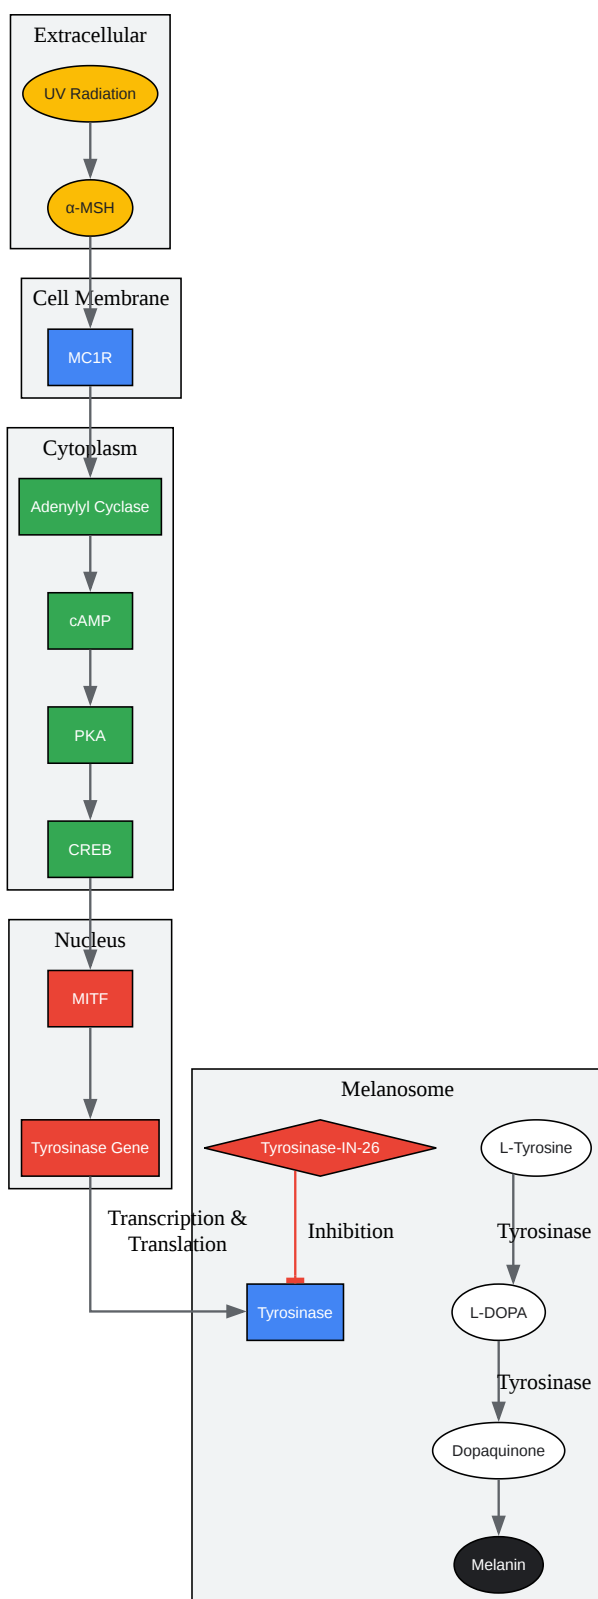 Extracellular
UV Radiation
α-MSH
Cell Membrane
MC1R
Cytoplasm
Adenylyl Cyclase
cAMP
PKA
CREB
Nucleus
MITF
Tyrosinase Gene
Transcription &
Translation
Melanosome
Tyrosinase-IN-26
Inhibition
Tyrosinase
L-Tyrosine
Tyrosinase
L-DOPA
Tyrosinase
Dopaquinone
Melanin